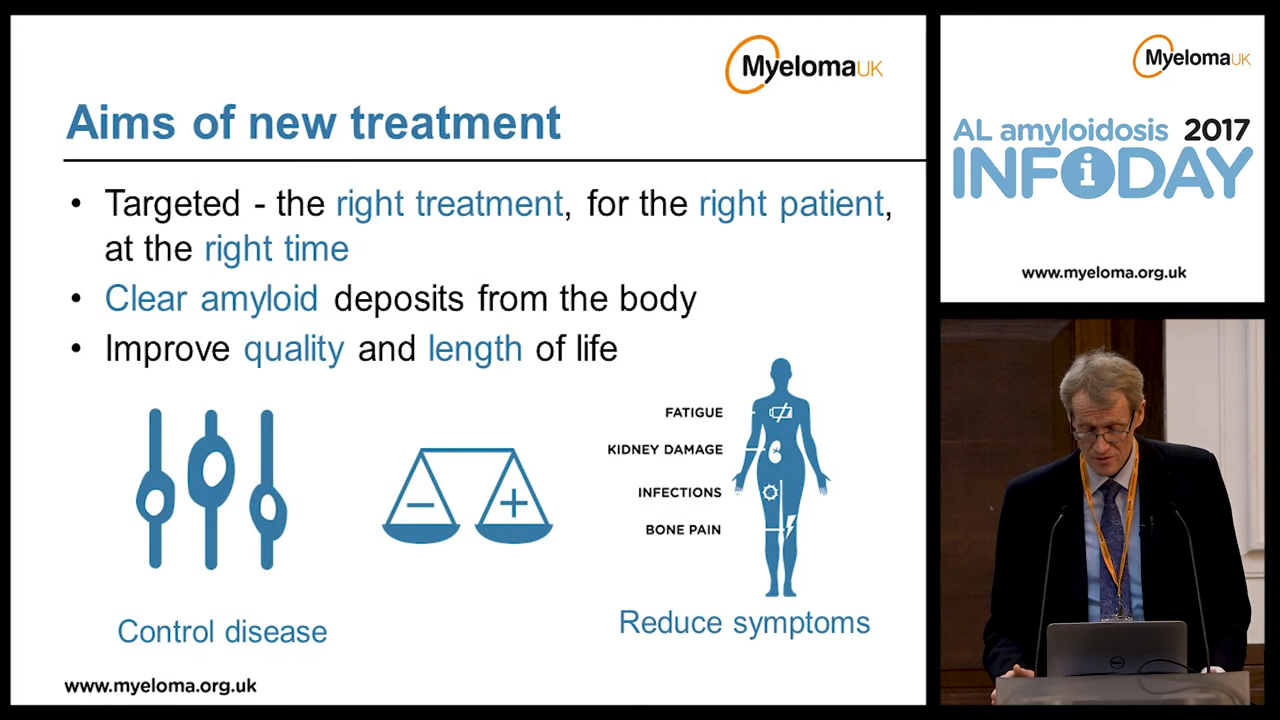 MyelomaUK
Aims of new treatment
• Targeted - the right treatment, for the right patient,
at the right time
• Clear amyloid deposits from the body
• Improve quality and length of life
FATIGUE
KIDNEY DAMAGE
INFECTIONS
BONE PAIN
− +
Control disease
Reduce symptoms
www.myeloma.org.uk
MyelomaUK
AL amyloidosis 2017
INFiDAY
www.myeloma.org.uk
DELL